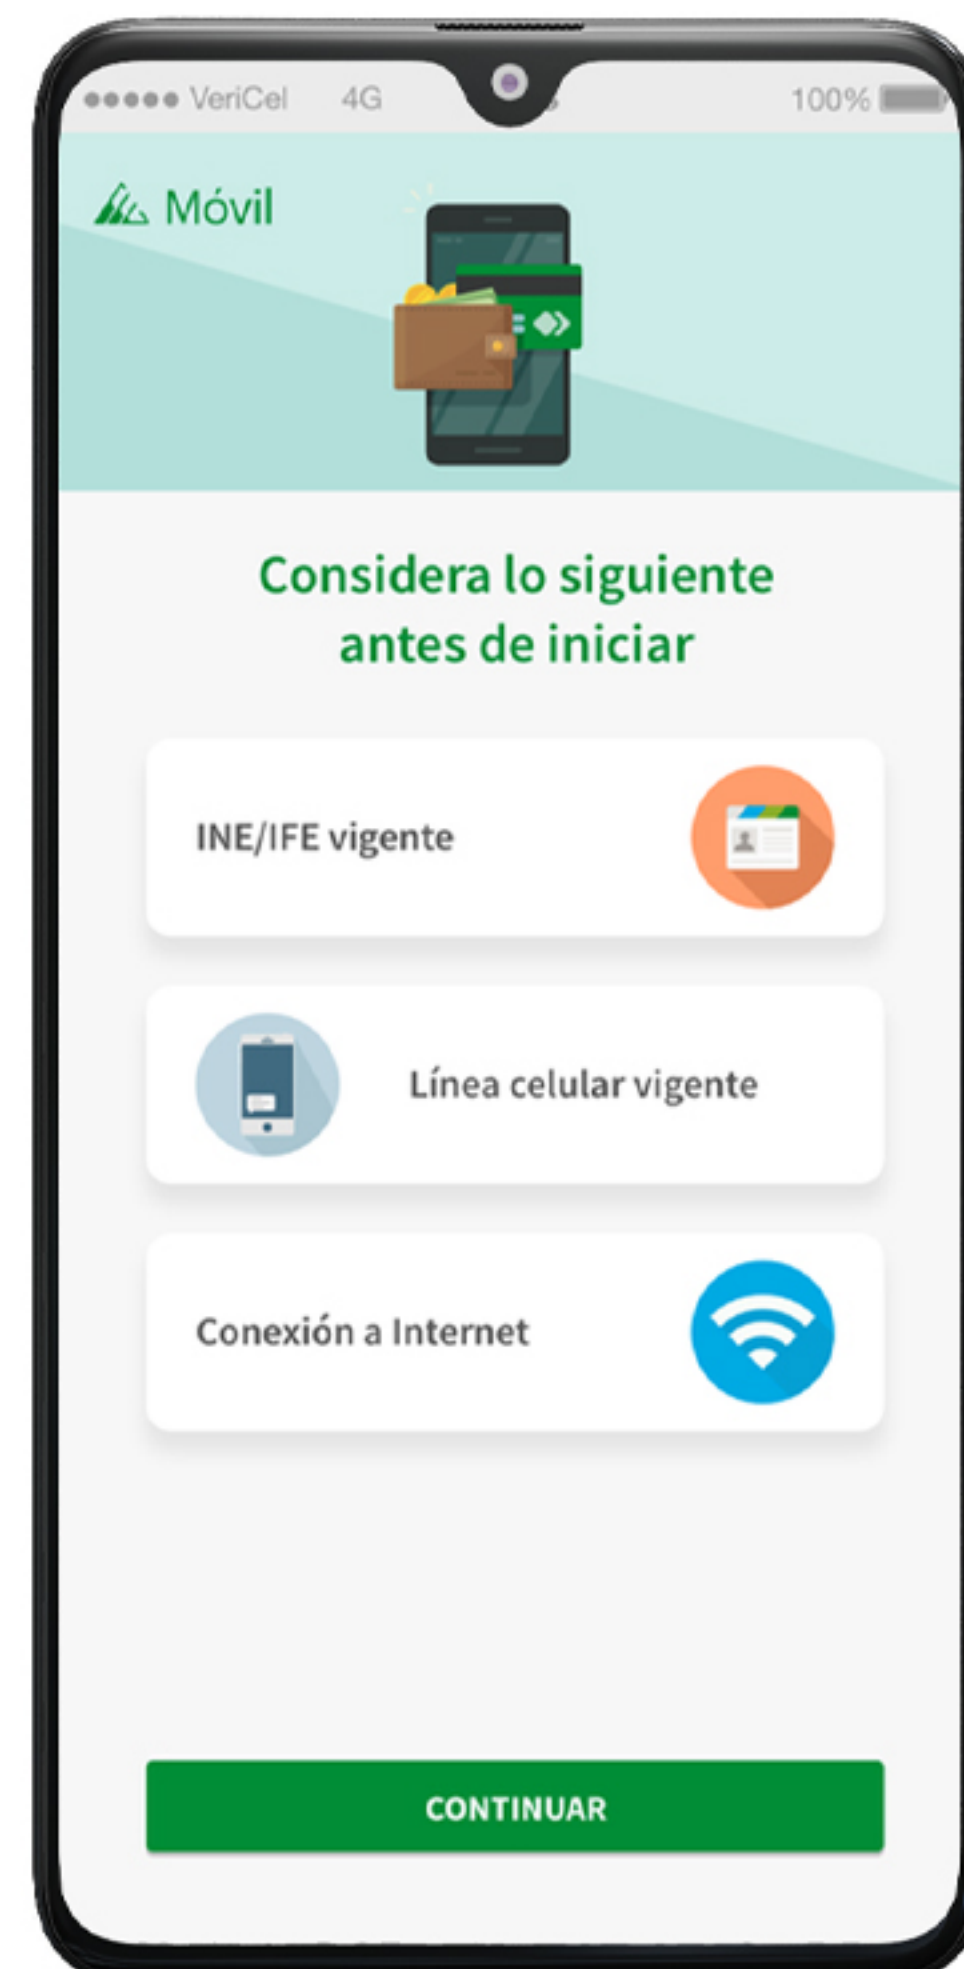 VeriCel 4G 100%
Móvil
Considera lo siguiente
antes de iniciar
INE/IFE vigente
Línea celular vigente
Conexión a Internet
CONTINUAR